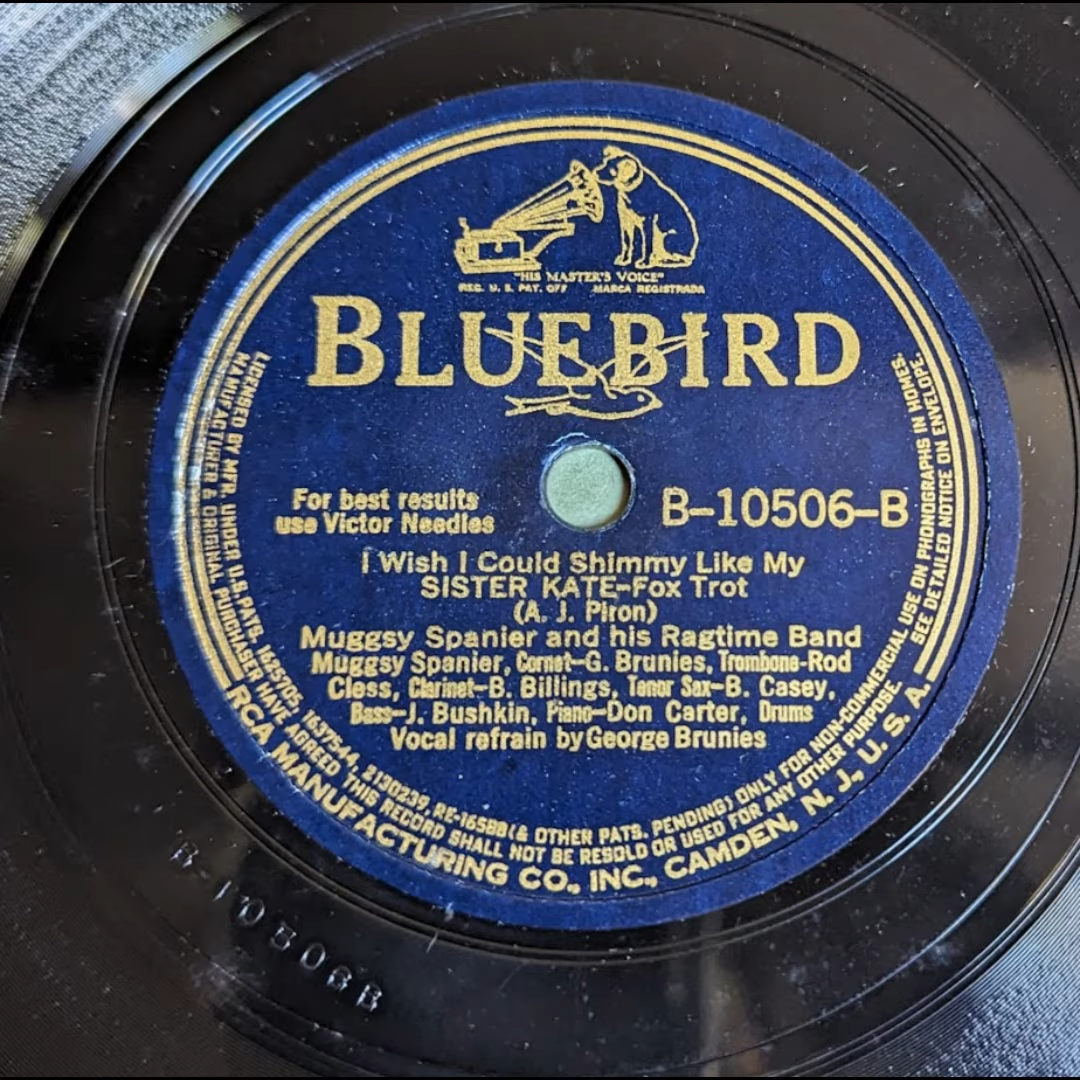 "HIS MASTER'S VOICE"
REG. U. S. PAT. OFF MARCA REGISTRADA
BLUEBIRD
For best results
use Victor Needles
B-10506-B
I Wish I Could Shimmy Like My
SISTER KATE-Fox Trot
(A. J. Piron)
Muggsy Spanier and his Ragtime Band
Muggsy Spanier, Cornet-G. Brunies, Trombone-Rod
Cless, Clarinet-B. Billings, Tenor Sax-B. Casey,
Bass-J. Bushkin, Piano-Don Carter, Drums
Vocal refrain by George Brunies
LICENSED BY MFR. UNDER U.S. PATS. 1625705, 1637544, 2130239, RE-16588 (& OTHER PATS. PENDING) ONLY FOR NON-COMMERCIAL USE ON PHONOGRAPHS IN HOMES.
MANUFACTURER & ORIGINAL PURCHASER HAVE AGREED THIS RECORD SHALL NOT BE RESOLD OR USED FOR ANY OTHER PURPOSE. SEE DETAILED NOTICE ON ENVELOPE.
RCA MANUFACTURING CO., INC., CAMDEN, N. J., U. S. A.
B-10506B